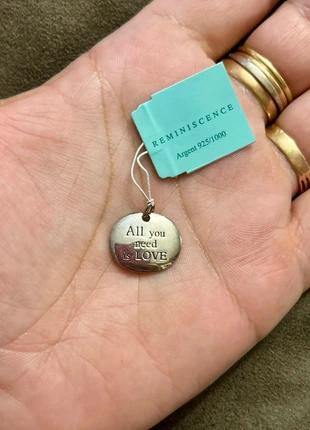 REMINISCENCE
Argent 925/1000
All you
need
is LOVE